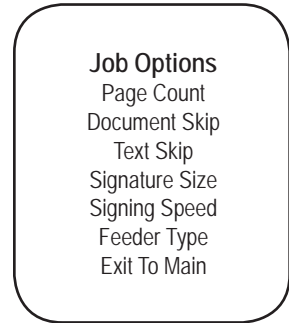 Job Options
Page Count
Document Skip
Text Skip
Signature Size
Signing Speed
Feeder Type
Exit To Main